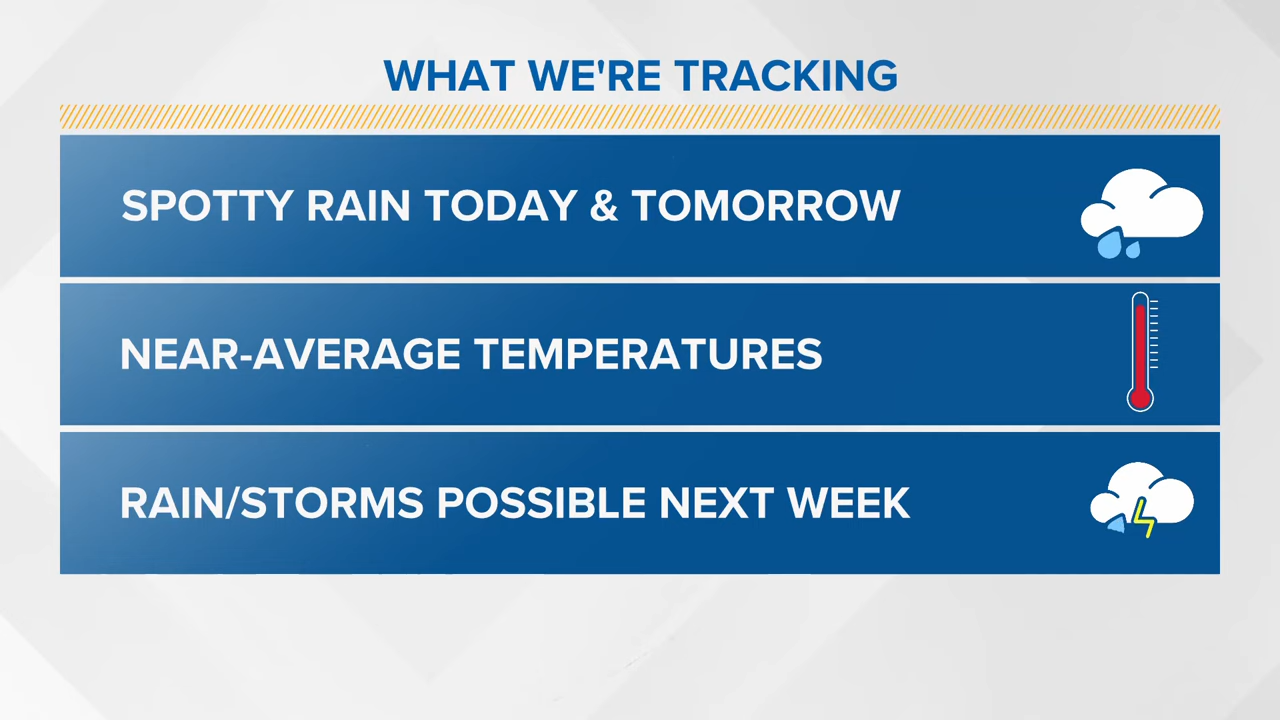 WHAT WE'RE TRACKING
SPOTTY RAIN TODAY & TOMORROW
NEAR-AVERAGE TEMPERATURES
RAIN/STORMS POSSIBLE NEXT WEEK